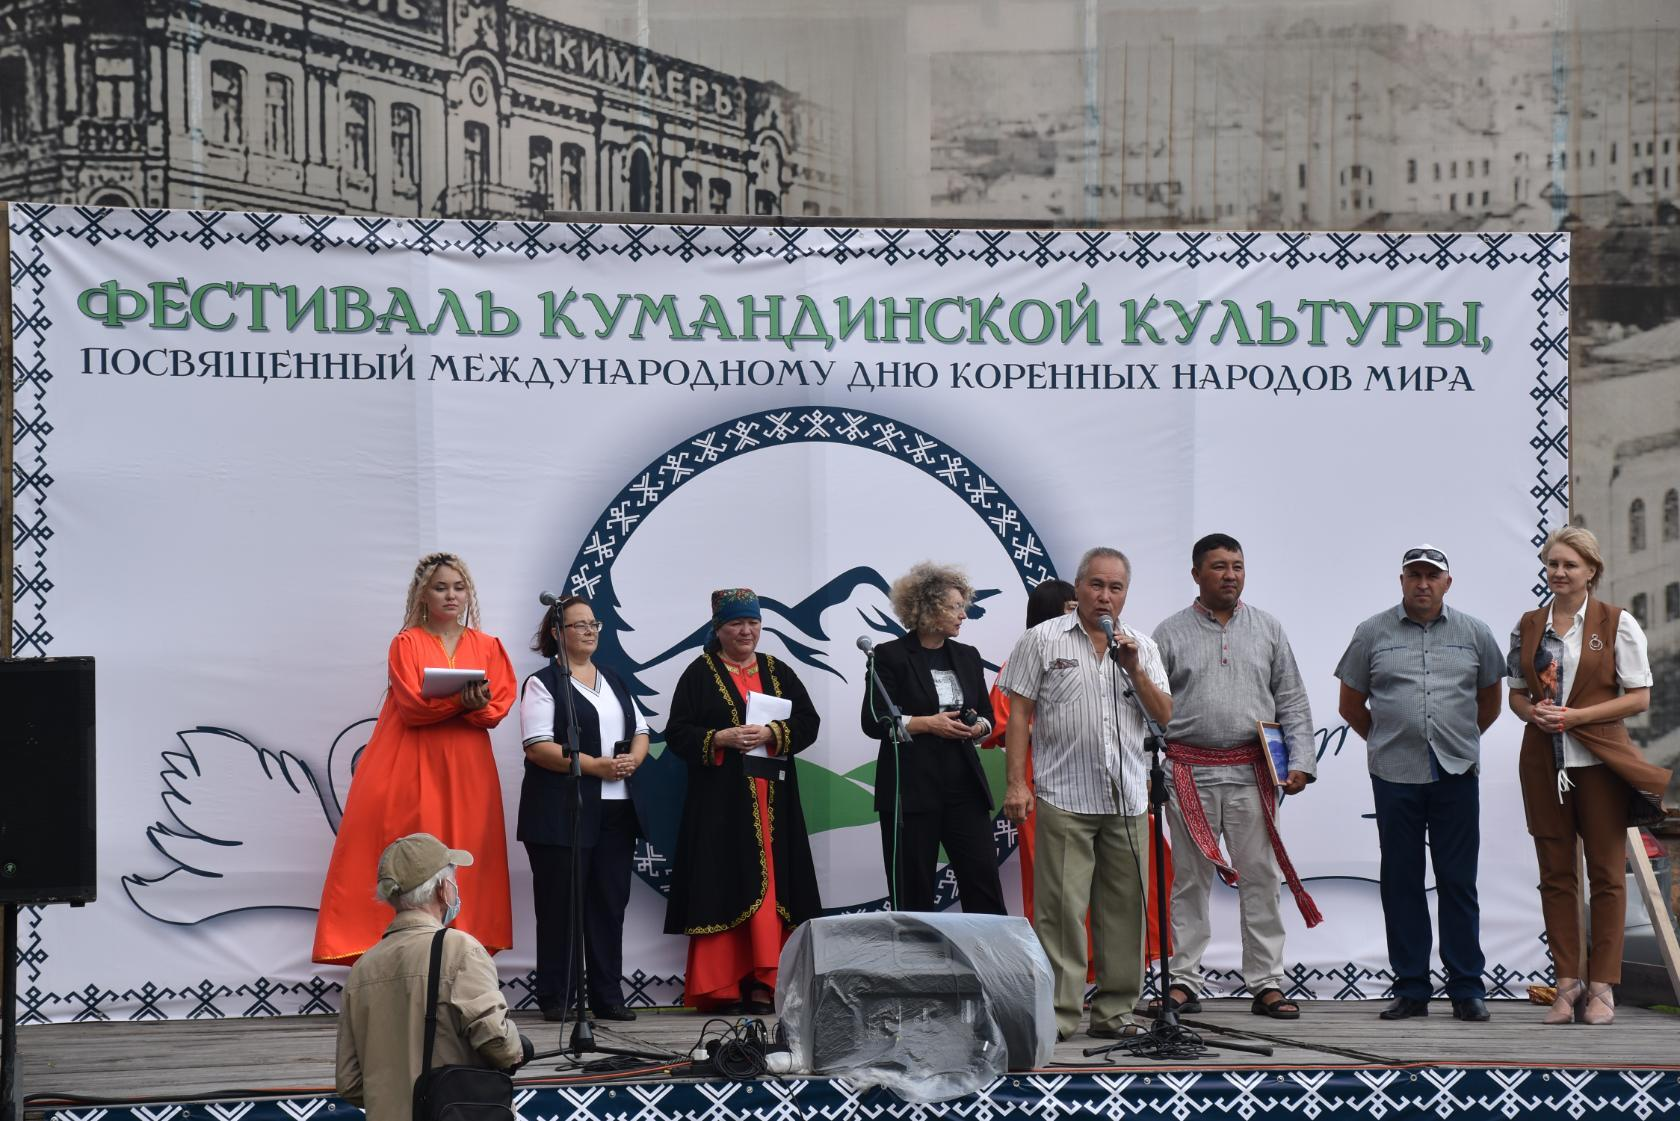 П.КИМАЕРЪ
ФЕСТИВАЛЬ КУМАНДИНСКОЙ КУЛЬТУРЫ,
ПОСВЯЩЕННЫЙ МЕЖДУНАРОДНОМУ ДНЮ КОРЕННЫХ НАРОДОВ МИРА